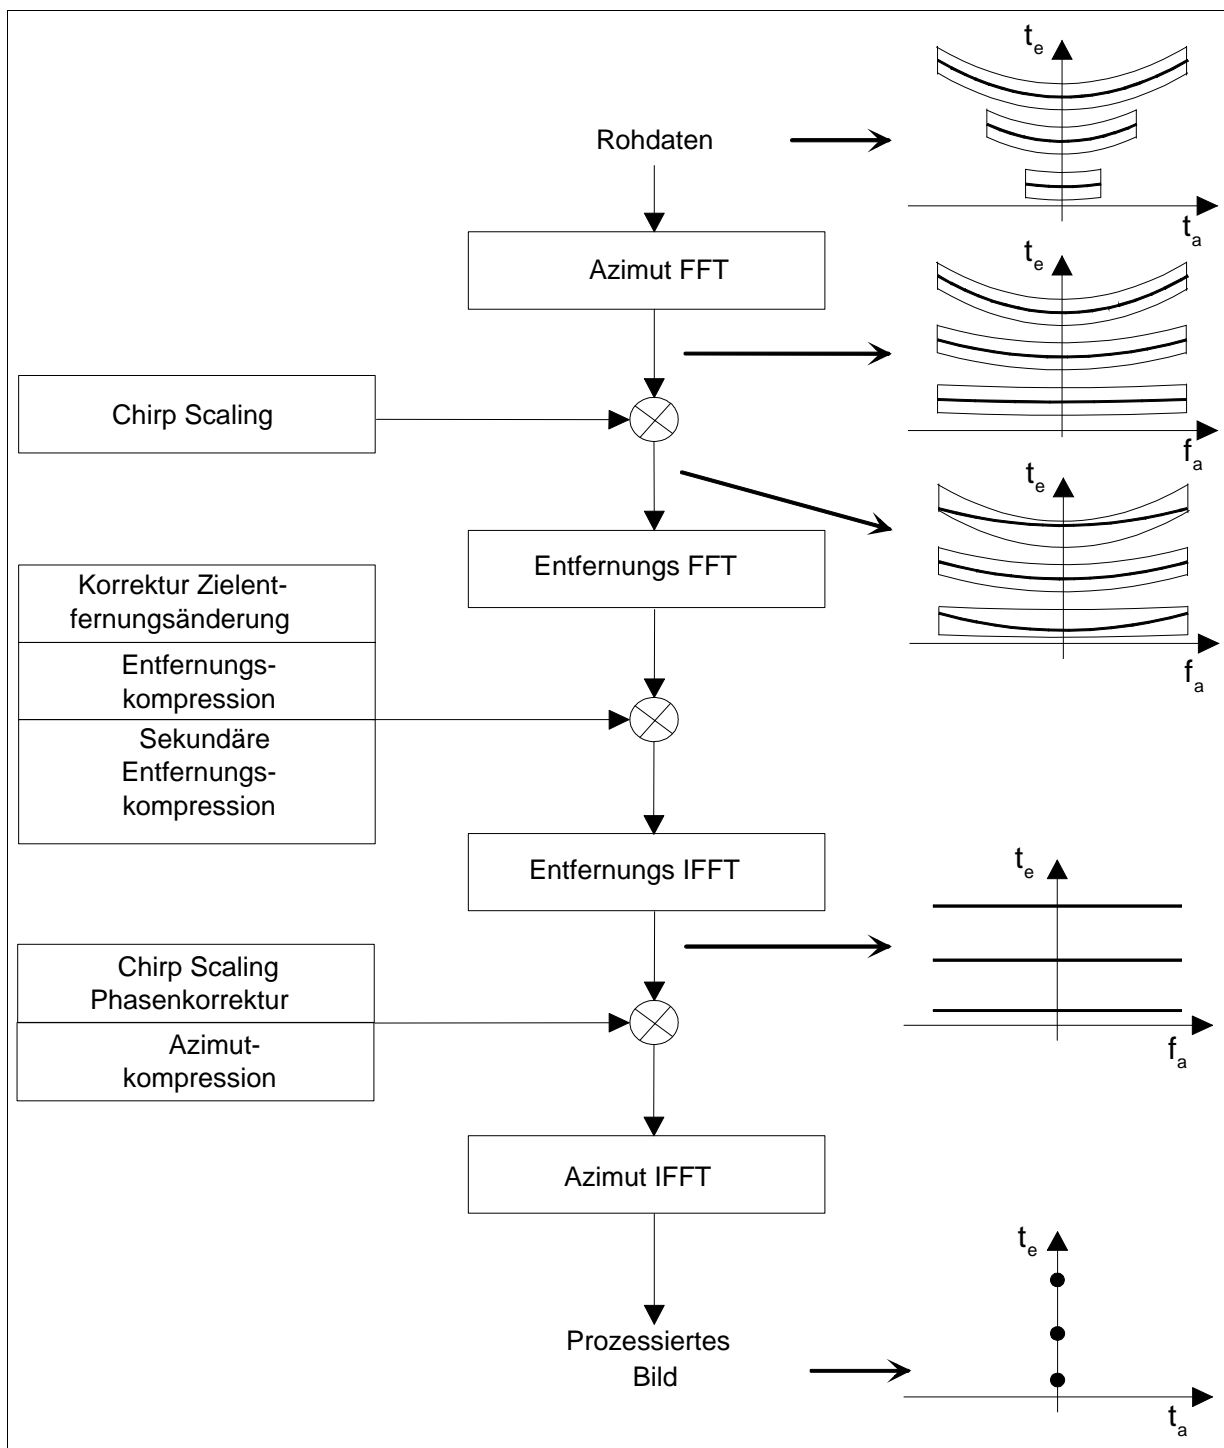 t_e
Rohdaten
t_a
t_e
Azimut FFT
Chirp Scaling
f_a
t_e
Entfernungs FFT
Korrektur Zielent-
fernungsänderung
Entfernungs-
kompression
f_a
Sekundäre
Entfernungs-
kompression
Entfernungs IFFT
t_e
Chirp Scaling
Phasenkorrektur
f_a
Azimut-
kompression
Azimut IFFT
t_e
Prozessiertes
Bild
t_a